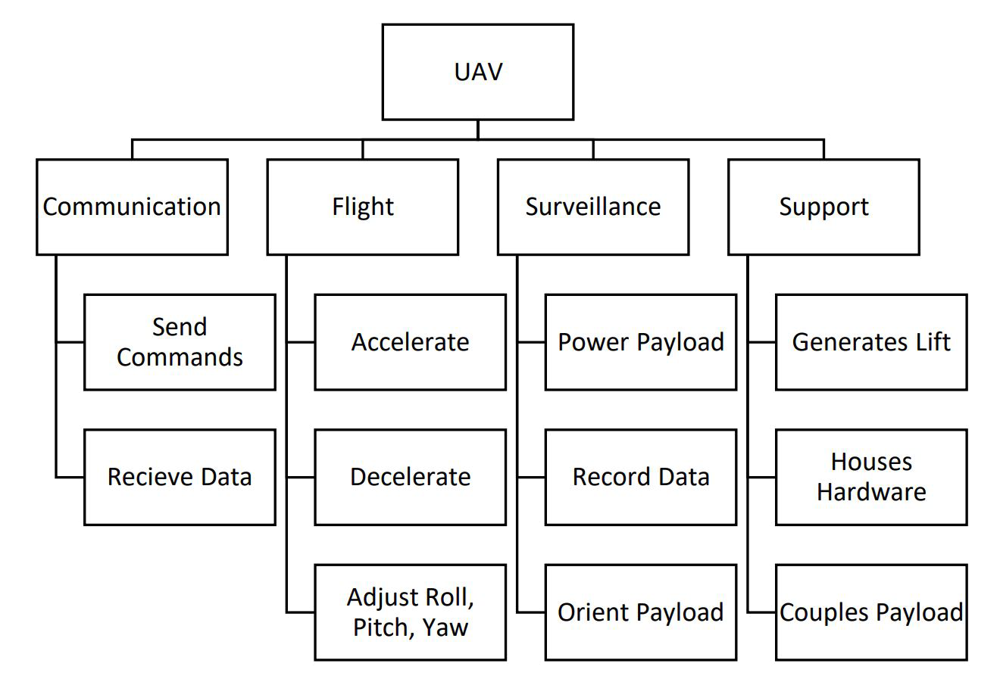 UAV
Communication
Flight
Surveillance
Support
Send
Commands
Accelerate
Power Payload
Generates Lift
Recieve Data
Decelerate
Record Data
Houses
Hardware
Adjust Roll,
Pitch, Yaw
Orient Payload
Couples Payload